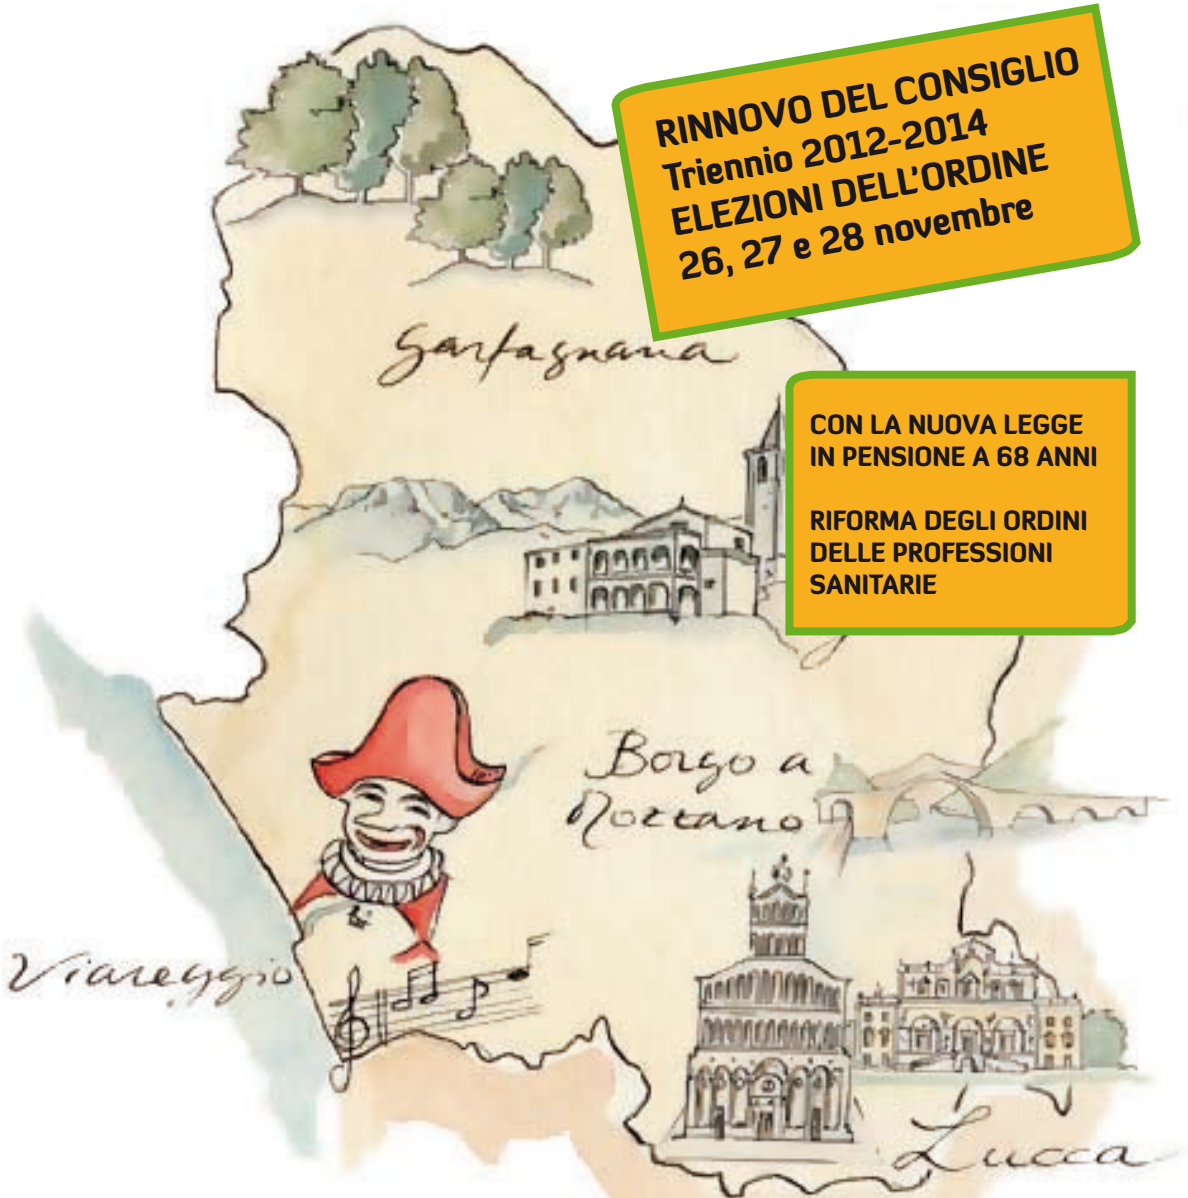 RINNOVO DEL CONSIGLIO
Triennio 2012-2014
ELEZIONI DELL'ORDINE
26, 27 e 28 novembre
Garfagnana
CON LA NUOVA LEGGE
IN PENSIONE A 68 ANNI
RIFORMA DEGLI ORDINI
DELLE PROFESSIONI
SANITARIE
Borgo a
Mozzano
Viareggio
Lucca